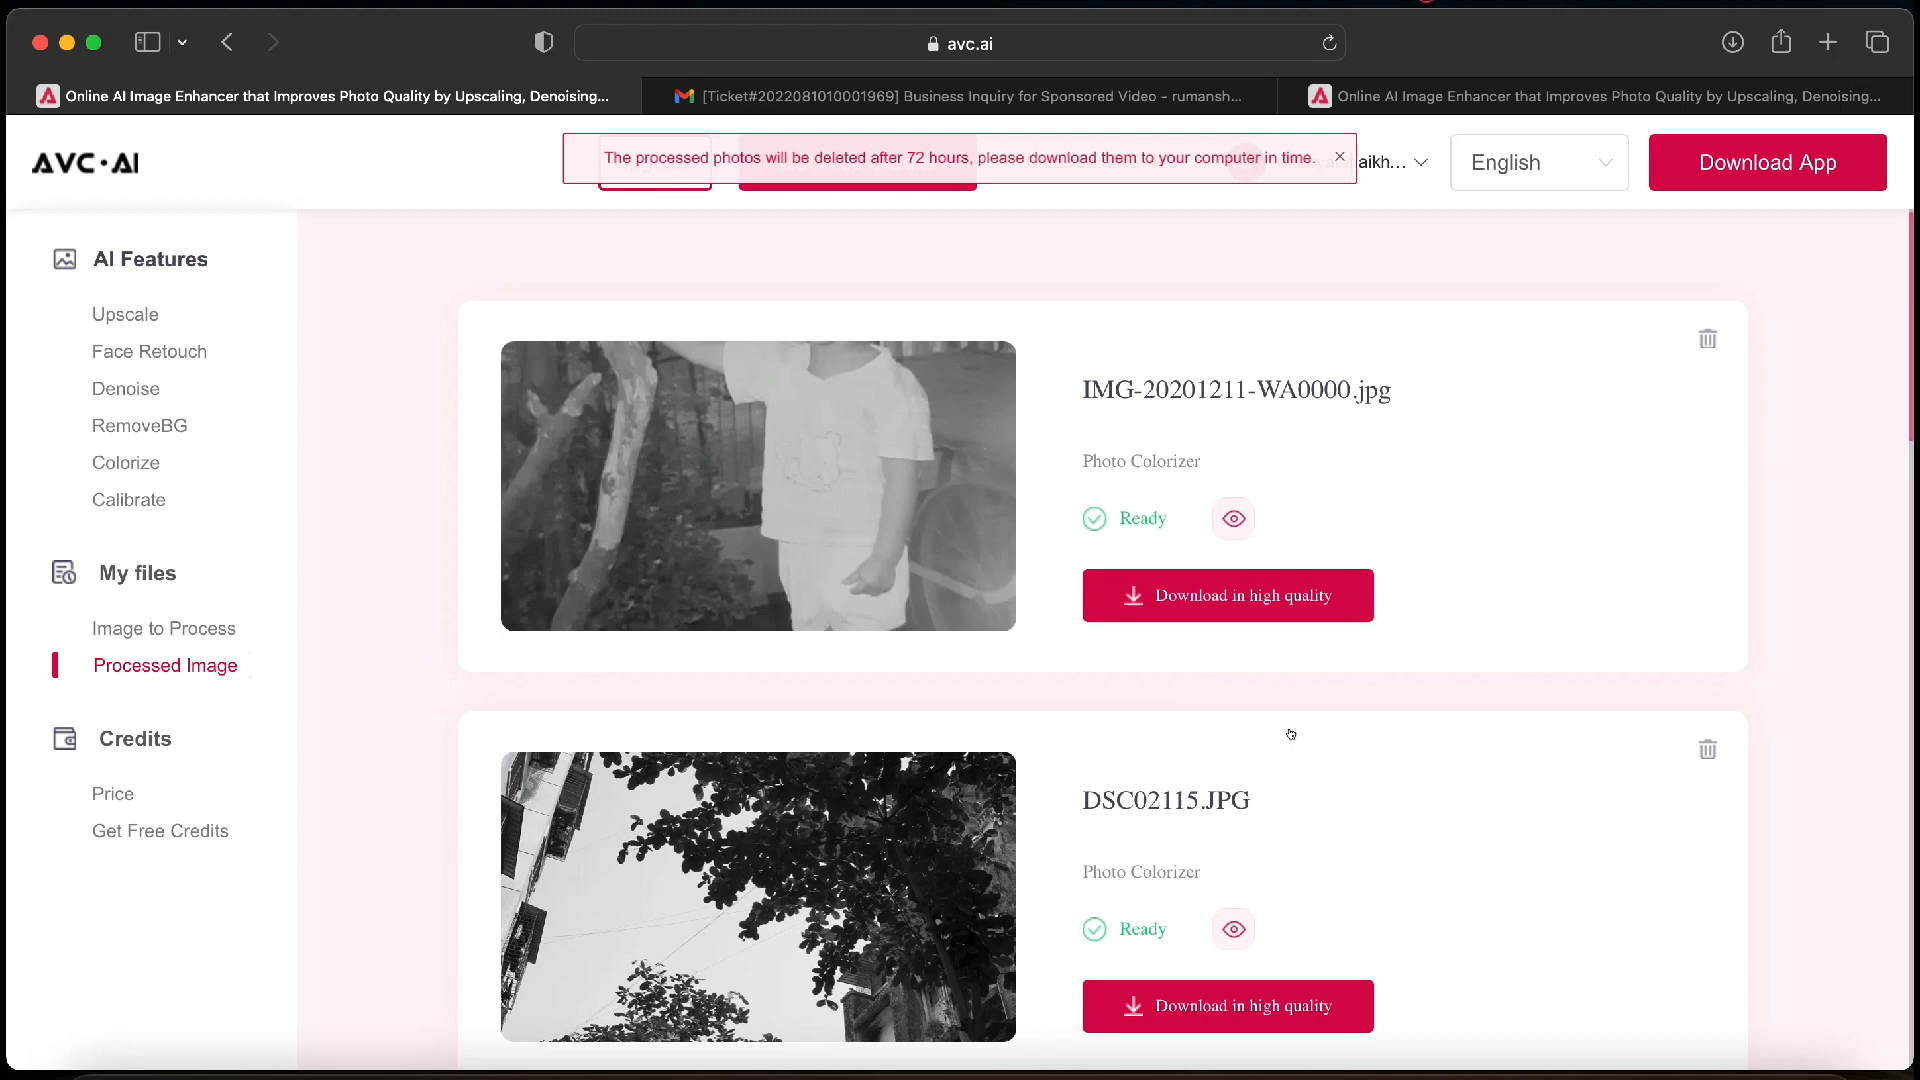 avc.ai
Online AI Image Enhancer that Improves Photo Quality by Upscaling, Denoising...
[Ticket#2022081010001969] Business Inquiry for Sponsored Video – rumansh...
Online AI Image Enhancer that Improves Photo Quality by Upscaling, Denoising...
AVC·AI
The processed photos will be deleted after 72 hours, please download them to your computer in time.
aikh...
English
Download App
AI Features
Upscale
Face Retouch
Denoise
RemoveBG
Colorize
Calibrate
My files
Image to Process
Processed Image
Credits
Price
Get Free Credits
IMG-20201211-WA0000.jpg
Photo Colorizer
Ready
Download in high quality
DSC02115.JPG
Photo Colorizer
Ready
Download in high quality